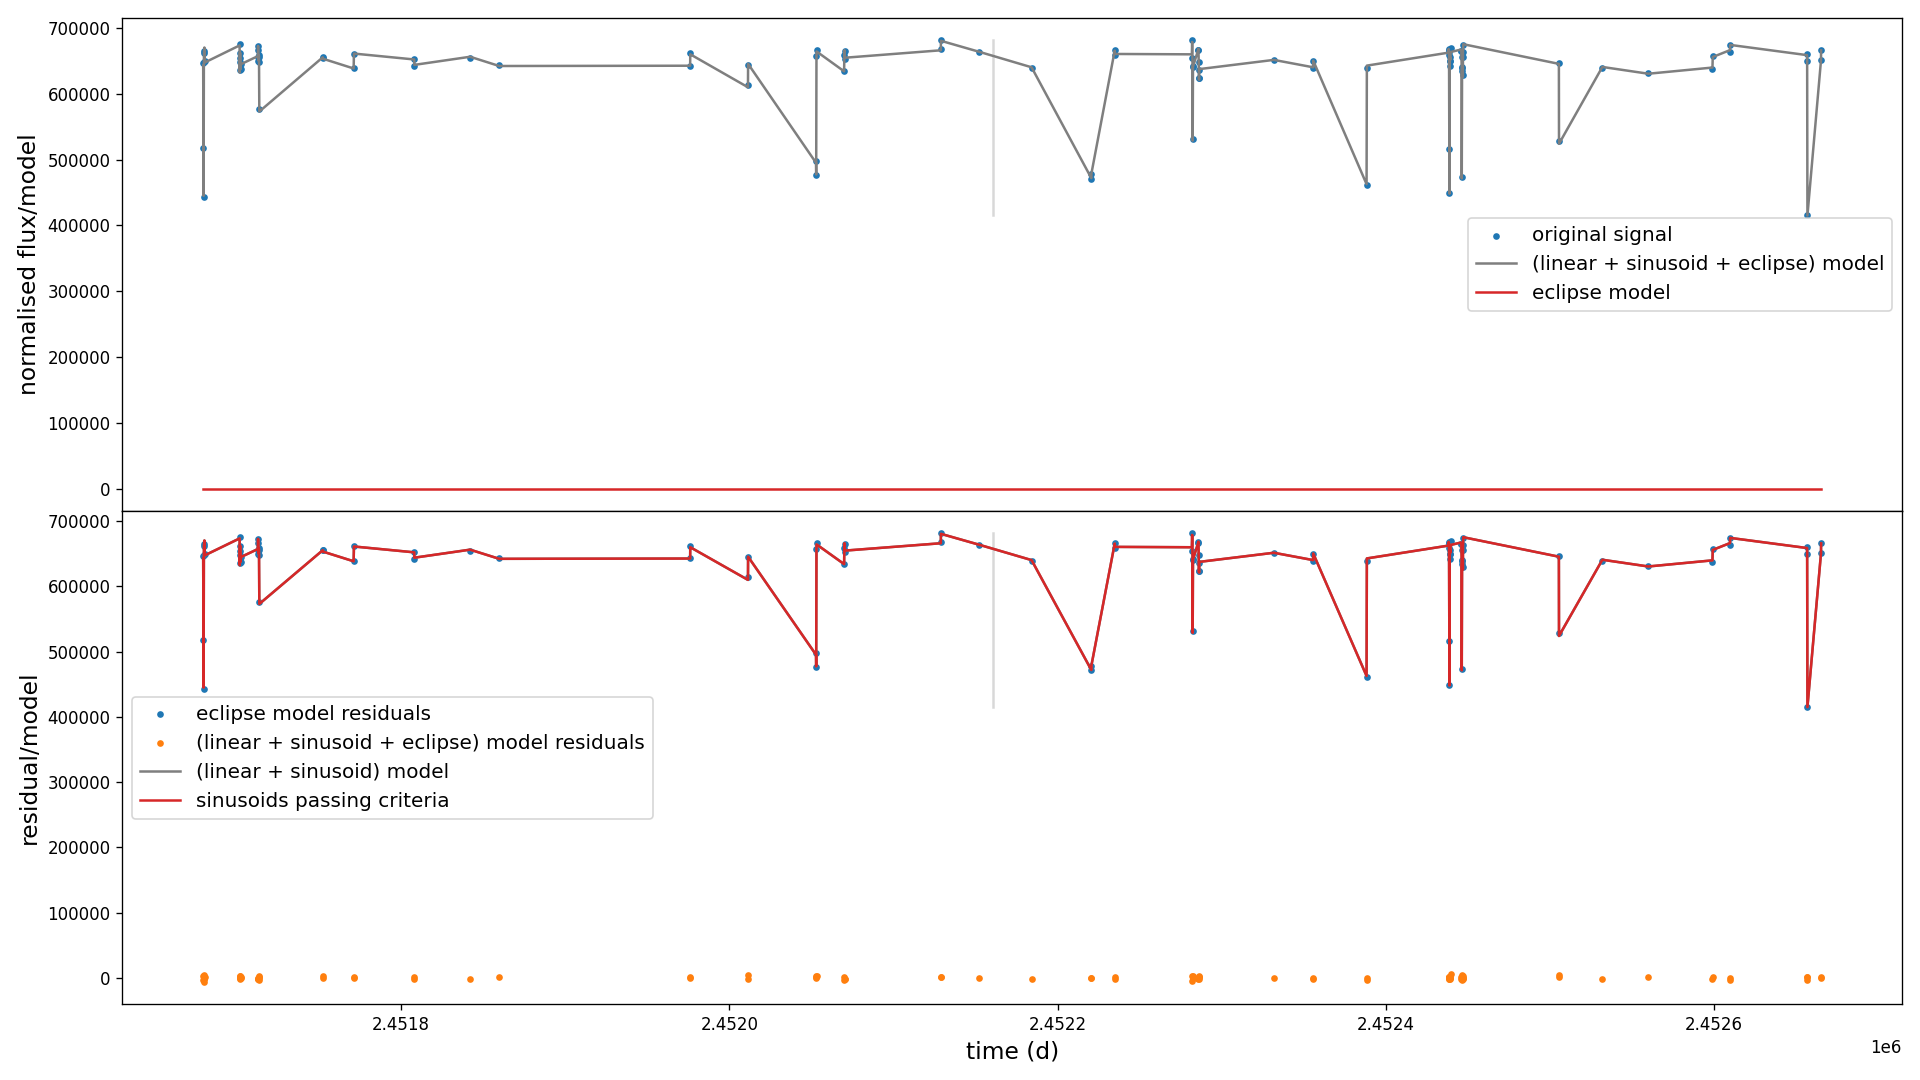 700000
600000
500000
400000
300000
200000
100000
0
normalised flux/model
original signal
(linear + sinusoid + eclipse) model
eclipse model
700000
600000
500000
400000
300000
200000
100000
0
residual/model
eclipse model residuals
(linear + sinusoid + eclipse) model residuals
(linear + sinusoid) model
sinusoids passing criteria
2.4518 2.4520 2.4522 2.4524 2.4526
1e6
time (d)